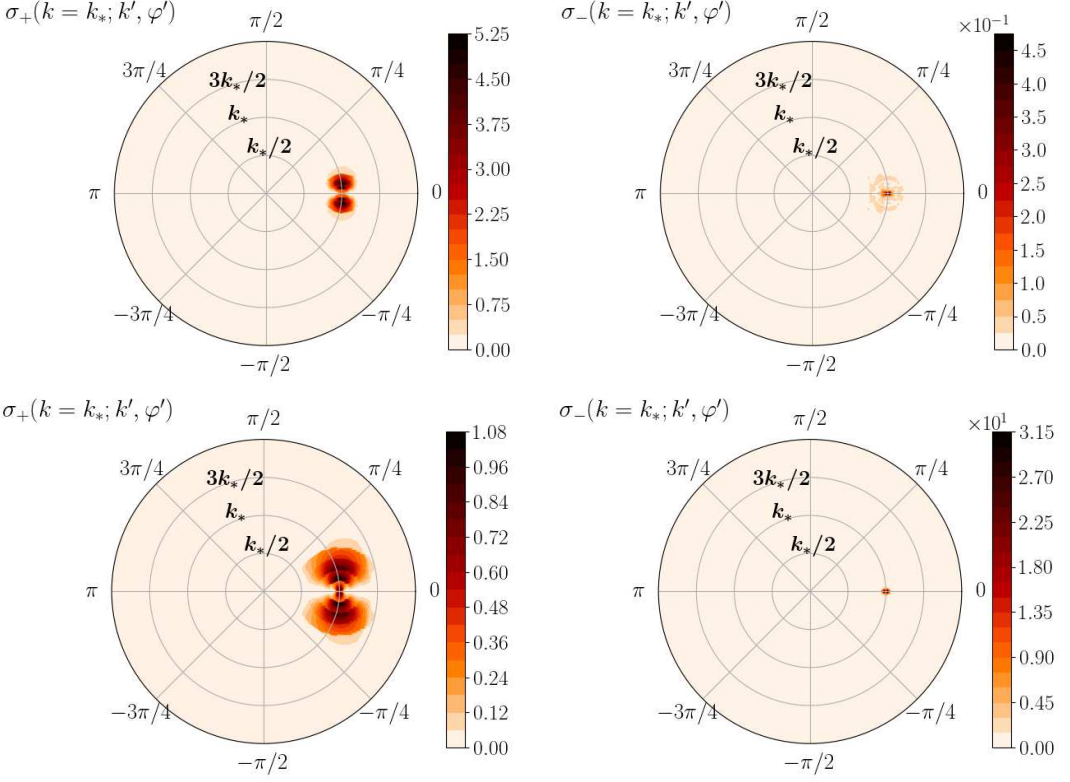 σ₊(k = k∗; k′, φ′)
π/2
3π/4
π/4
3k∗/2
k∗
k∗/2
π
0
−3π/4
−π/4
−π/2
5.25
4.50
3.75
3.00
2.25
1.50
0.75
0.00
σ₋(k = k∗; k′, φ′)
π/2
×10⁻¹
3π/4
π/4
3k∗/2
k∗
k∗/2
π
0
−3π/4
−π/4
−π/2
4.5
4.0
3.5
3.0
2.5
2.0
1.5
1.0
0.5
0.0
σ₊(k = k∗; k′, φ′)
π/2
3π/4
π/4
3k∗/2
k∗
k∗/2
π
0
−3π/4
−π/4
−π/2
1.08
0.96
0.84
0.72
0.60
0.48
0.36
0.24
0.12
0.00
σ₋(k = k∗; k′, φ′)
π/2
×10¹
3π/4
π/4
3k∗/2
k∗
k∗/2
π
0
−3π/4
−π/4
−π/2
3.15
2.70
2.25
1.80
1.35
0.90
0.45
0.00